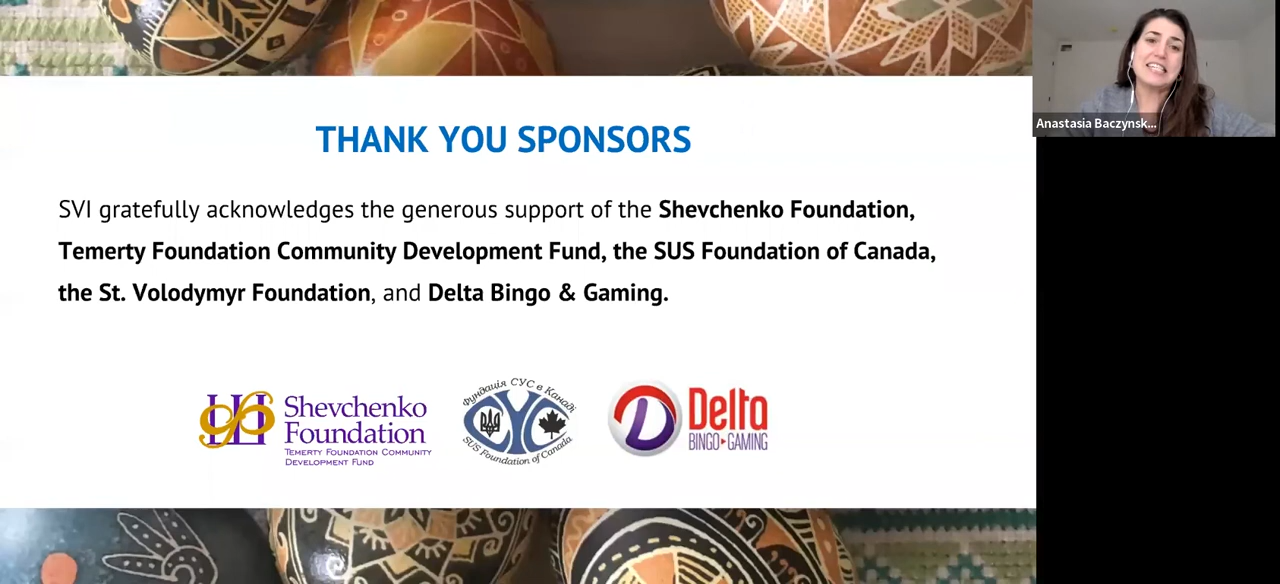 THANK YOU SPONSORS
SVI gratefully acknowledges the generous support of the Shevchenko Foundation,
Temerty Foundation Community Development Fund, the SUS Foundation of Canada,
the St. Volodymyr Foundation, and Delta Bingo & Gaming.
Shevchenko
Foundation
TEMERTY FOUNDATION COMMUNITY
DEVELOPMENT FUND
Фундація СУС в Канаді
СУС
SUS Foundation of Canada
Delta
BINGO GAMING
Anastasia Baczynsk...